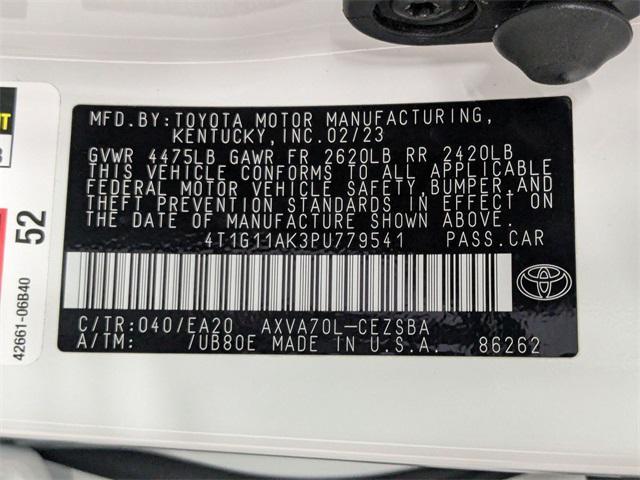 MFD.BY:TOYOTA MOTOR MANUFACTURING,
KENTUCKY,INC.02/23
GVWR 4475LB GAWR FR 2620LB RR 2420LB
THIS VEHICLE CONFORMS TO ALL APPLICABLE
FEDERAL MOTOR VEHICLE SAFETY,BUMPER,AND
THEFT PREVENTION STANDARDS IN EFFECT ON
THE DATE OF MANUFACTURE SHOWN ABOVE.
4T1G11AK3PU779541 PASS.CAR
C/TR:040/EA20 AXVA70L-CEZSBA
A/TM: /UB80E MADE IN U.S.A. 86262
52
42661-06B40